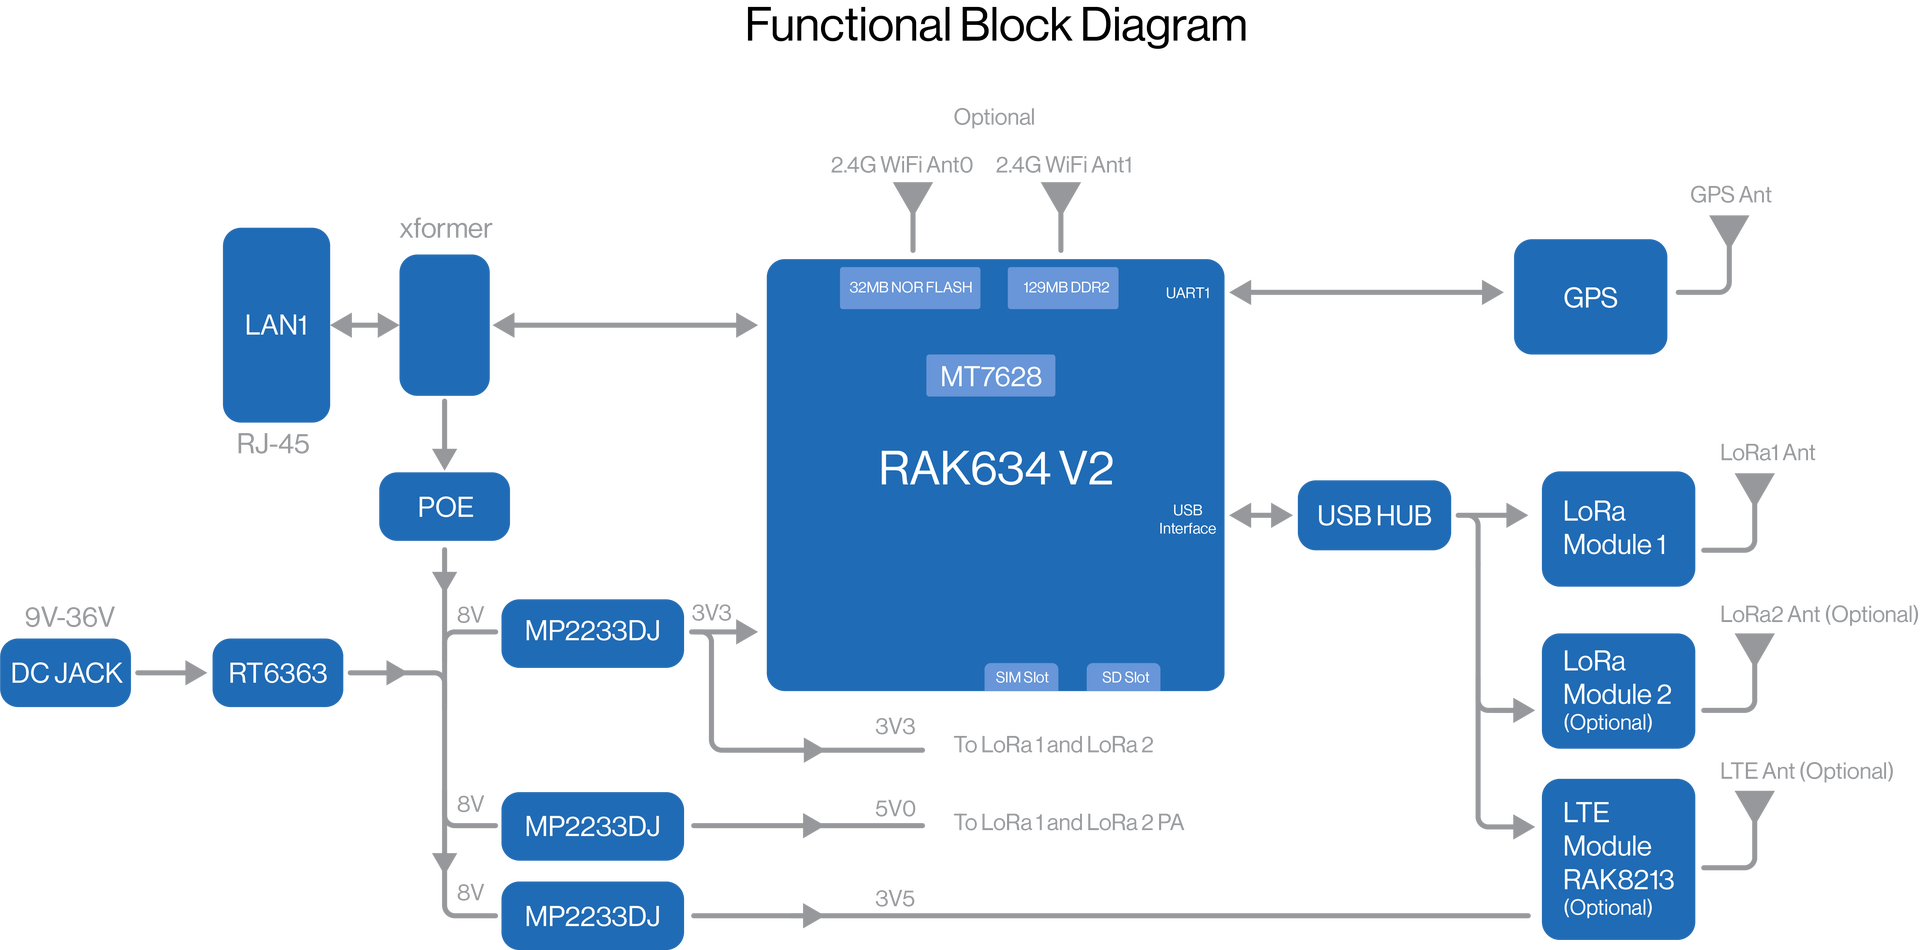 Functional Block Diagram
Optional
2.4G WiFi Ant0
2.4G WiFi Ant1
GPS Ant
xformer
LAN1
RJ-45
32MB NOR FLASH
129MB DDR2
UART1
GPS
MT7628
RAK634 V2
USB
Interface
USB HUB
LoRa1 Ant
LoRa
Module 1
POE
9V-36V
DC JACK
RT6363
8V
MP2233DJ
3V3
SIM Slot
SD Slot
LoRa2 Ant (Optional)
LoRa
Module 2
(Optional)
3V3
To LoRa 1 and LoRa 2
8V
MP2233DJ
5V0
To LoRa 1 and LoRa 2 PA
LTE Ant (Optional)
LTE
Module
RAK8213
(Optional)
8V
MP2233DJ
3V5